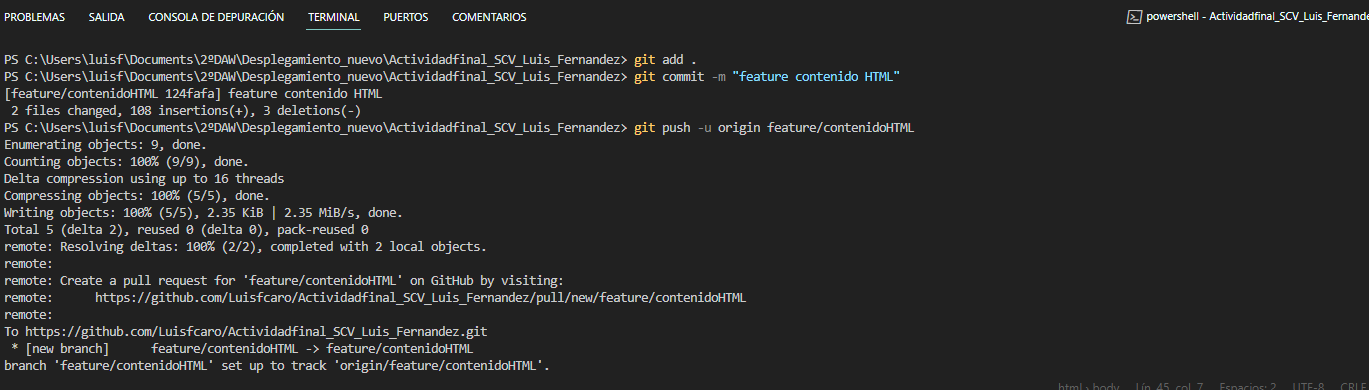 PROBLEMAS SALIDA CONSOLA DE DEPURACIÓN TERMINAL PUERTOS COMENTARIOS powershell - Actividadfinal_SCV_Luis_Fernande
PS C:\Users\luisf\Documents\2ºDAW\Desplegamiento_nuevo\Actividadfinal_SCV_Luis_Fernandez> git add .
PS C:\Users\luisf\Documents\2ºDAW\Desplegamiento_nuevo\Actividadfinal_SCV_Luis_Fernandez> git commit -m "feature contenido HTML"
[feature/contenidoHTML 124fafa] feature contenido HTML
 2 files changed, 108 insertions(+), 3 deletions(-)
PS C:\Users\luisf\Documents\2ºDAW\Desplegamiento_nuevo\Actividadfinal_SCV_Luis_Fernandez> git push -u origin feature/contenidoHTML
Enumerating objects: 9, done.
Counting objects: 100% (9/9), done.
Delta compression using up to 16 threads
Compressing objects: 100% (5/5), done.
Writing objects: 100% (5/5), 2.35 KiB | 2.35 MiB/s, done.
Total 5 (delta 2), reused 0 (delta 0), pack-reused 0
remote: Resolving deltas: 100% (2/2), completed with 2 local objects.
remote:
remote: Create a pull request for 'feature/contenidoHTML' on GitHub by visiting:
remote:      https://github.com/Luisfcaro/Actividadfinal_SCV_Luis_Fernandez/pull/new/feature/contenidoHTML
remote:
To https://github.com/Luisfcaro/Actividadfinal_SCV_Luis_Fernandez.git
 * [new branch]      feature/contenidoHTML -> feature/contenidoHTML
branch 'feature/contenidoHTML' set up to track 'origin/feature/contenidoHTML'.
html › body Lín. 45, col. 7 Espacios: 2 UTF-8 CRLF